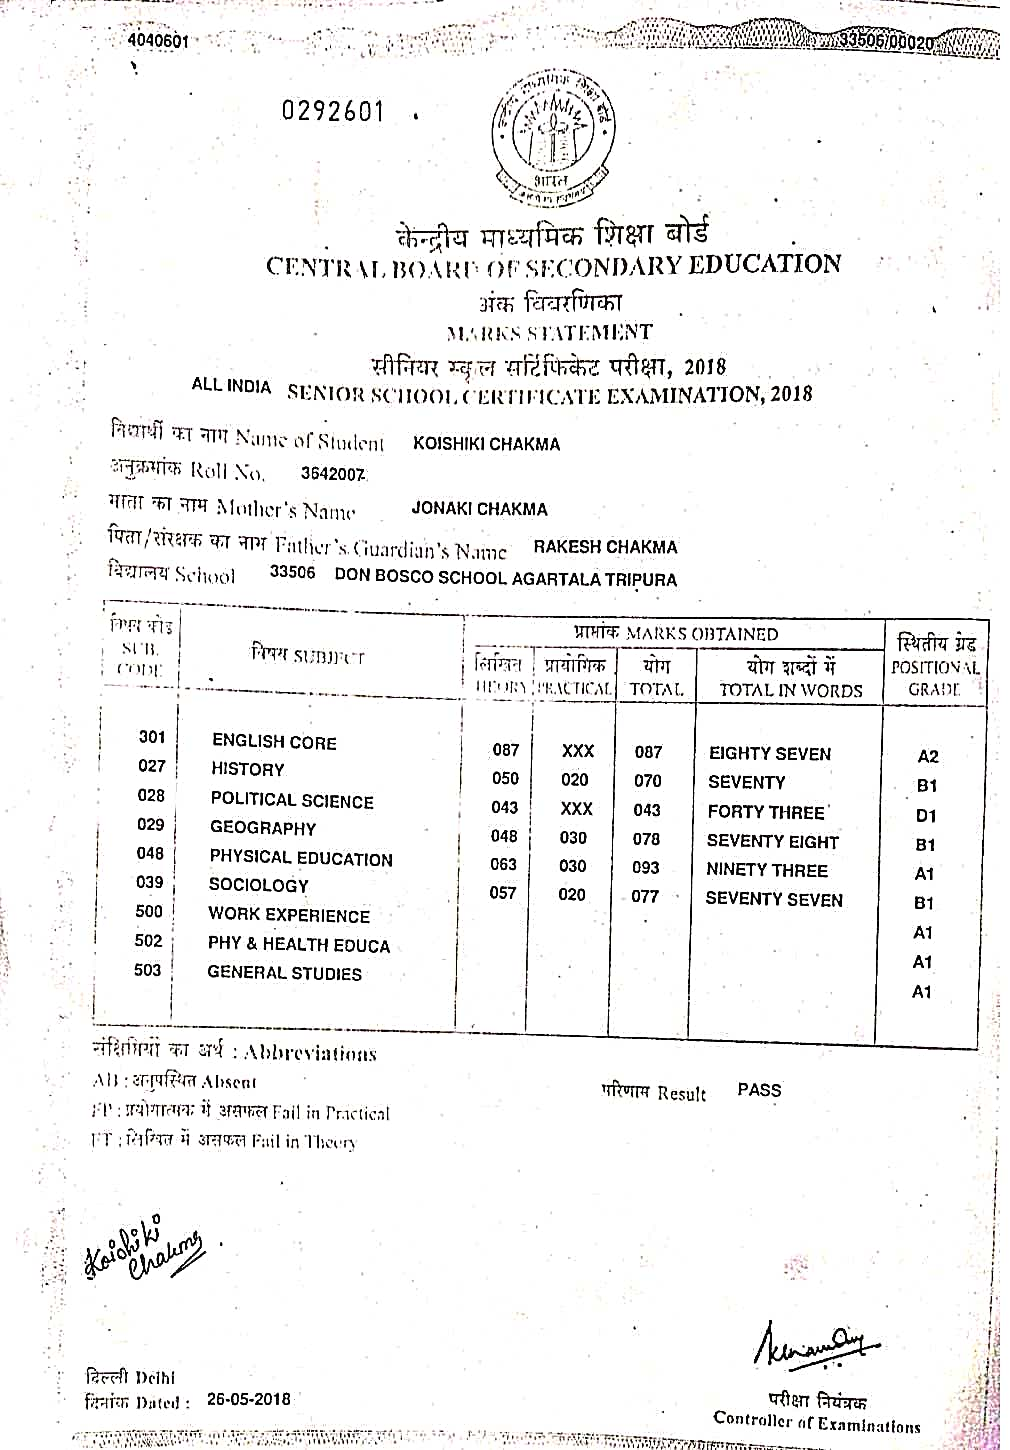 4040601 33506/00020
0292601
भारत
केन्द्रीय माध्यमिक शिक्षा बोर्ड
CENTRAL BOARD OF SECONDARY EDUCATION
अंक विवरणिका
MARKS STATEMENT
सीनियर स्कूल सर्टिफिकेट परीक्षा, 2018
ALL INDIA SENIOR SCHOOL CERTIFICATE EXAMINATION, 2018
विद्यार्थी का नाम Name of Student KOISHIKI CHAKMA
अनुक्रमांक Roll No. 3642007
माता का नाम Mother's Name JONAKI CHAKMA
पिता/संरक्षक का नाम Father's/Guardian's Name RAKESH CHAKMA
विद्यालय School 33506 DON BOSCO SCHOOL AGARTALA TRIPURA
विषय कोड SUB. CODE विषय SUBJECT प्राप्तांक MARKS OBTAINED स्थितीय ग्रेड POSITIONAL GRADE
लिखित THEORY प्रायोगिक PRACTICAL योग TOTAL योग शब्दों में TOTAL IN WORDS
301 ENGLISH CORE 087 XXX 087 EIGHTY SEVEN A2
027 HISTORY 050 020 070 SEVENTY B1
028 POLITICAL SCIENCE 043 XXX 043 FORTY THREE D1
029 GEOGRAPHY 048 030 078 SEVENTY EIGHT B1
048 PHYSICAL EDUCATION 063 030 093 NINETY THREE A1
039 SOCIOLOGY 057 020 077 SEVENTY SEVEN B1
500 WORK EXPERIENCE A1
502 PHY & HEALTH EDUCA A1
503 GENERAL STUDIES A1
संक्षिप्तियों का अर्थ : Abbreviations
AB : अनुपस्थित Absent
परिणाम Result PASS
FP : प्रयोगात्मक में असफल Fail in Practical
FT : लिखित में असफल Fail in Theory
Koishiki
Chakma
दिल्ली Delhi
दिनांक Dated : 26-05-2018
परीक्षा नियंत्रक
Controller of Examinations